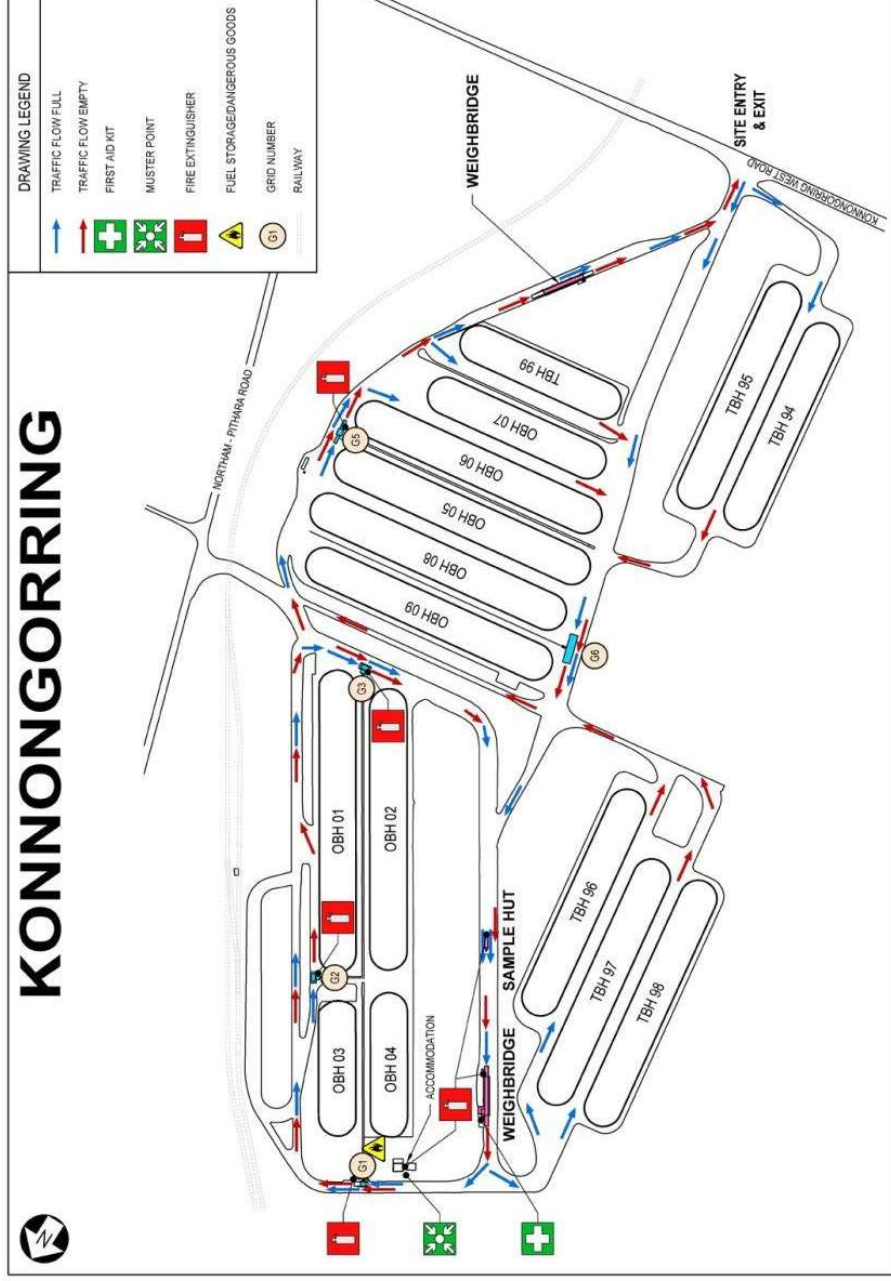 KONNONGORRING
DRAWING LEGEND
TRAFFIC FLOW FULL
TRAFFIC FLOW EMPTY
FIRST AID KIT
MUSTER POINT
FIRE EXTINGUISHER
FUEL STORAGE/DANGEROUS GOODS
G1
GRID NUMBER
RAILWAY
N
NORTHAM - PITHARA ROAD
WEIGHBRIDGE
SITE ENTRY
& EXIT
KONNONGORRING WEST ROAD
G1
G2
G3
G5
G6
OBH 03
OBH 01
OBH 04
OBH 02
OBH 09
OBH 08
OBH 05
OBH 06
OBH 07
TBH 99
TBH 95
TBH 94
ACCOMMODATION
WEIGHBRIDGE
SAMPLE HUT
TBH 96
TBH 97
TBH 98